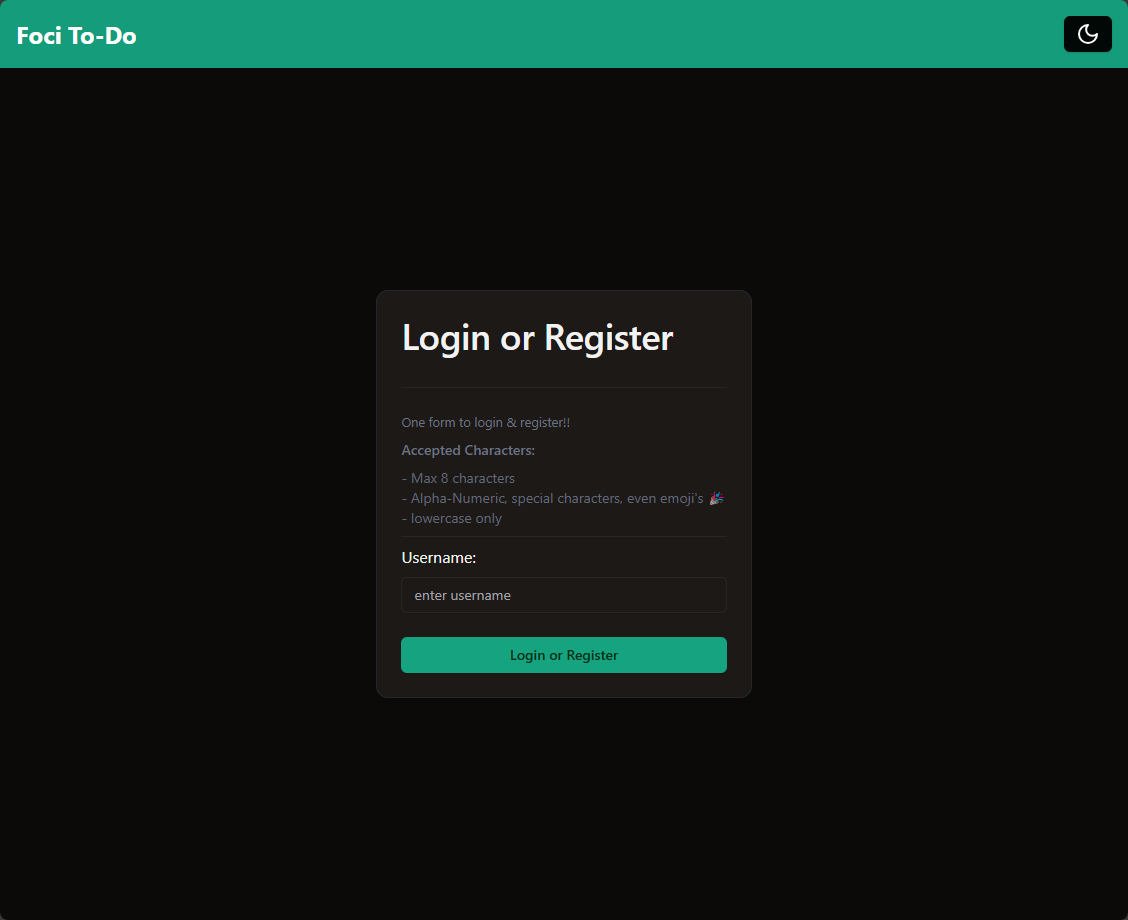 Foci To-Do
Login or Register
One form to login & register!!
Accepted Characters:
- Max 8 characters
- Alpha-Numeric, special characters, even emoji's 🎉
- lowercase only
Username:
enter username
Login or Register